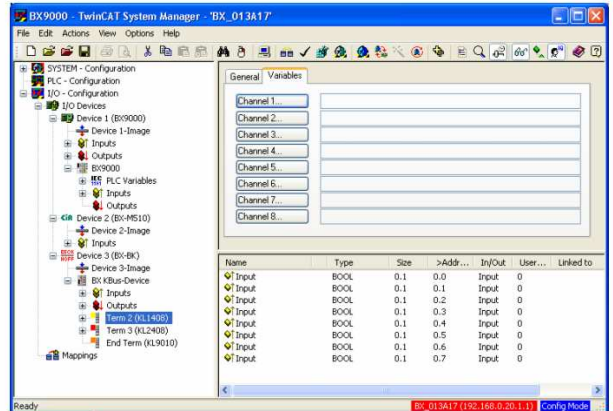 BX9000 - TwinCAT System Manager - 'BX_013A17'
File Edit Actions View Options Help
SYSTEM - Configuration
PLC - Configuration
I/O - Configuration
I/O Devices
Device 1 (BX9000)
Device 1-Image
Inputs
Outputs
BX9000
PLC Variables
Inputs
Outputs
Device 2 (BX-M510)
Device 2-Image
Inputs
Device 3 (BX-BK)
Device 3-Image
BX KBus-Device
Inputs
Outputs
Term 2 (KL1408)
Term 3 (KL2408)
End Term (KL9010)
Mappings
General Variables
Channel 1...
Channel 2...
Channel 3...
Channel 4...
Channel 5...
Channel 6...
Channel 7...
Channel 8...
Name Type Size >Addr... In/Out User... Linked to
Input BOOL 0.1 0.0 Input 0
Input BOOL 0.1 0.1 Input 0
Input BOOL 0.1 0.2 Input 0
Input BOOL 0.1 0.3 Input 0
Input BOOL 0.1 0.4 Input 0
Input BOOL 0.1 0.5 Input 0
Input BOOL 0.1 0.6 Input 0
Input BOOL 0.1 0.7 Input 0
Ready BX_013A17 (192.168.0.20.1.1) Config Mode